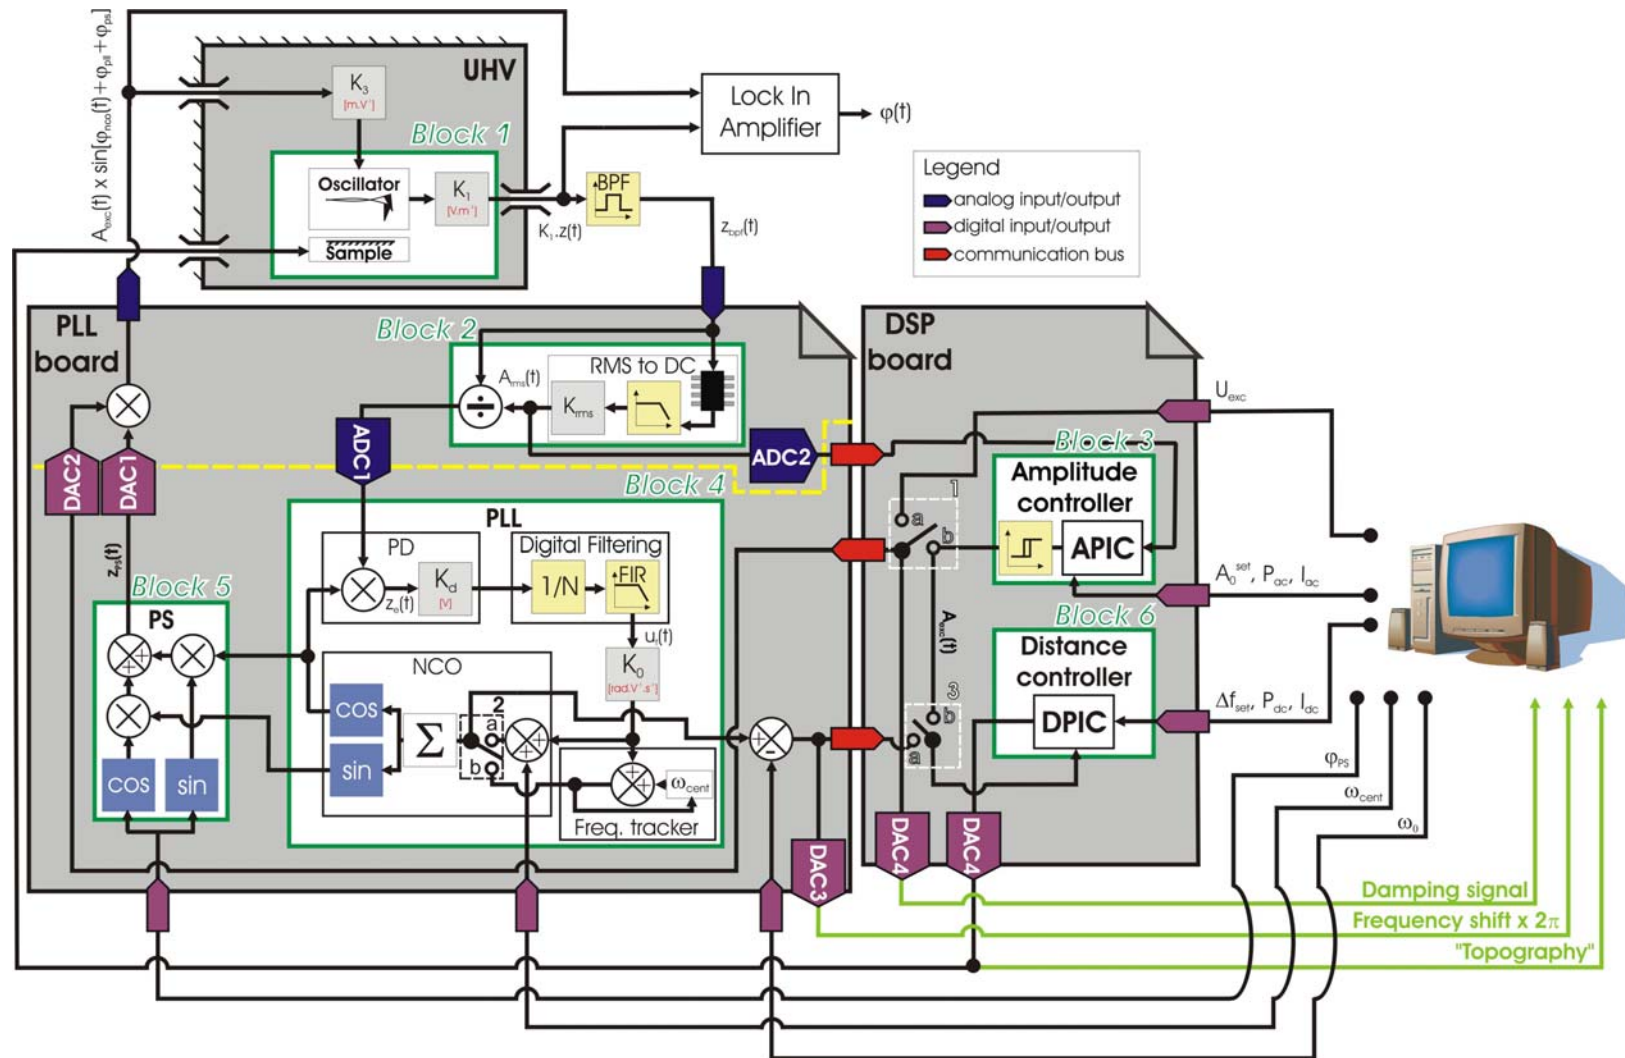 A_exc(t) x sin[φ_nco(t)+φ_pll+φ_ps]
UHV
K₃
[m.V⁻¹]
Block 1
Oscillator
K₁
[V.m⁻¹]
Sample
K₁.z(t)
BPF
z_bpf(t)
Lock In
Amplifier
φ(t)
Legend
analog input/output
digital input/output
communication bus
PLL
board
Block 2
RMS to DC
A_rms(t)
K_rms
÷
ADC1
ADC2
DAC2
DAC1
z_ps(t)
Block 4
PLL
PD
z_e(t)
K_d
[V]
Digital Filtering
1/N
FIR
u_f(t)
K₀
[rad.V⁻¹.s⁻¹]
NCO
cos
sin
Σ
2
a
b
+
+
+
+
ω_cent
Freq. tracker
Block 5
PS
+
+
cos
sin
+
-
DAC3
DSP
board
U_exc
Block 3
Amplitude
controller
APIC
1
a
b
A_exc(t)
A₀^set, P_ac, I_ac
Block 6
Distance
controller
DPIC
3
b
a
Δf_set, P_dc, I_dc
DAC4
DAC4
φ_PS
ω_cent
ω₀
Damping signal
Frequency shift x 2π
"Topography"